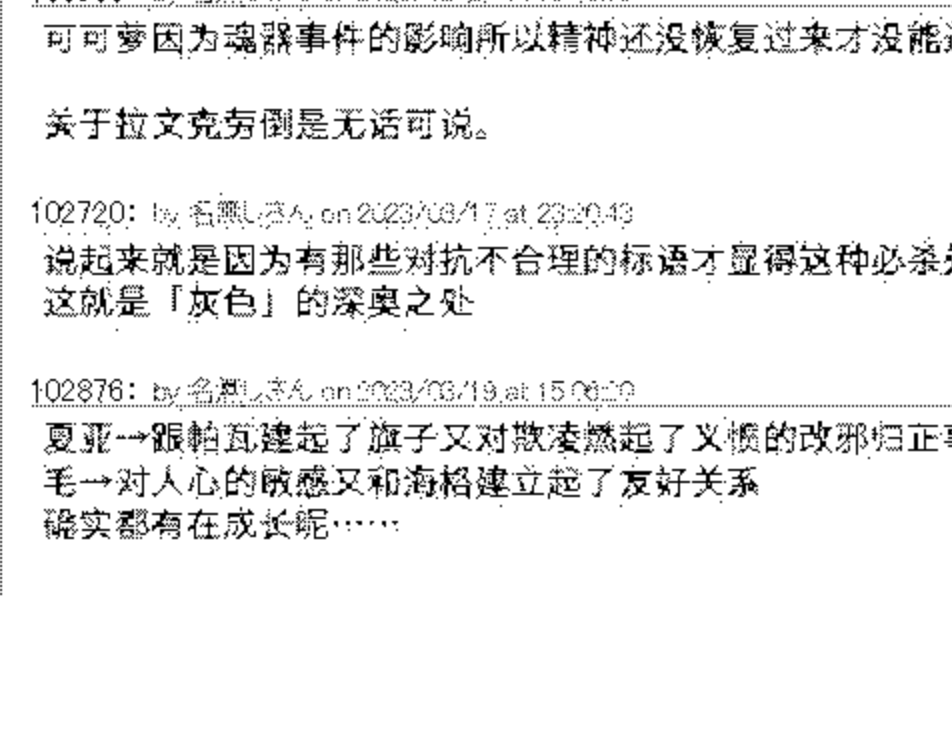 可可萝因为魂器事件的影响所以精神还没恢复过来才没能
关于拉文克劳倒是无话可说。
102720: by 名無しさん on 2023/03/17 at 23:20:43
说起来就是因为有那些对抗不合理的标语才显得这种必杀
这就是「灰色」的深奥之处
102876: by 名無しさん on 2023/03/19 at 15:06:20
夏亚→跟帕瓦建起了旗子又对欺凌燃起了义愤的改邪归正
毛→对人心的敏感又和海格建立起了友好关系
确实都有在成长呢……